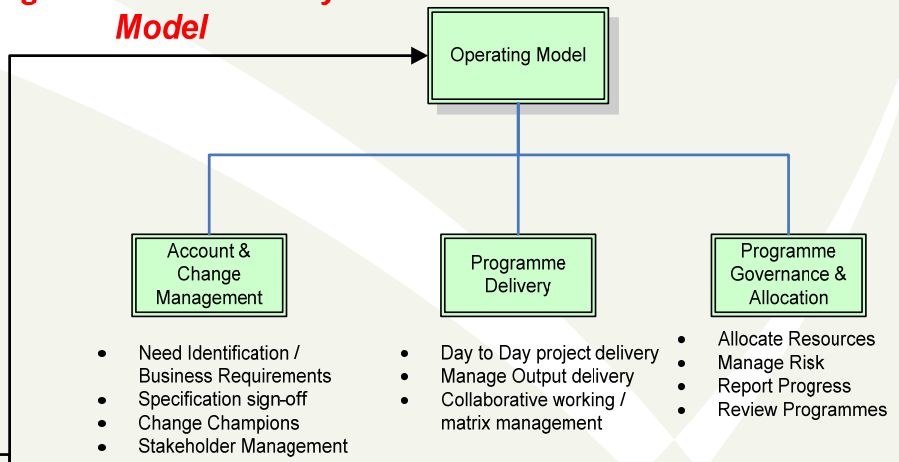 Model
Operating Model
Account &
Change
Management
• Need Identification /
Business Requirements
• Specification sign-off
• Change Champions
• Stakeholder Management
Programme
Delivery
• Day to Day project delivery
• Manage Output delivery
• Collaborative working /
matrix management
Programme
Governance &
Allocation
• Allocate Resources
• Manage Risk
• Report Progress
• Review Programmes